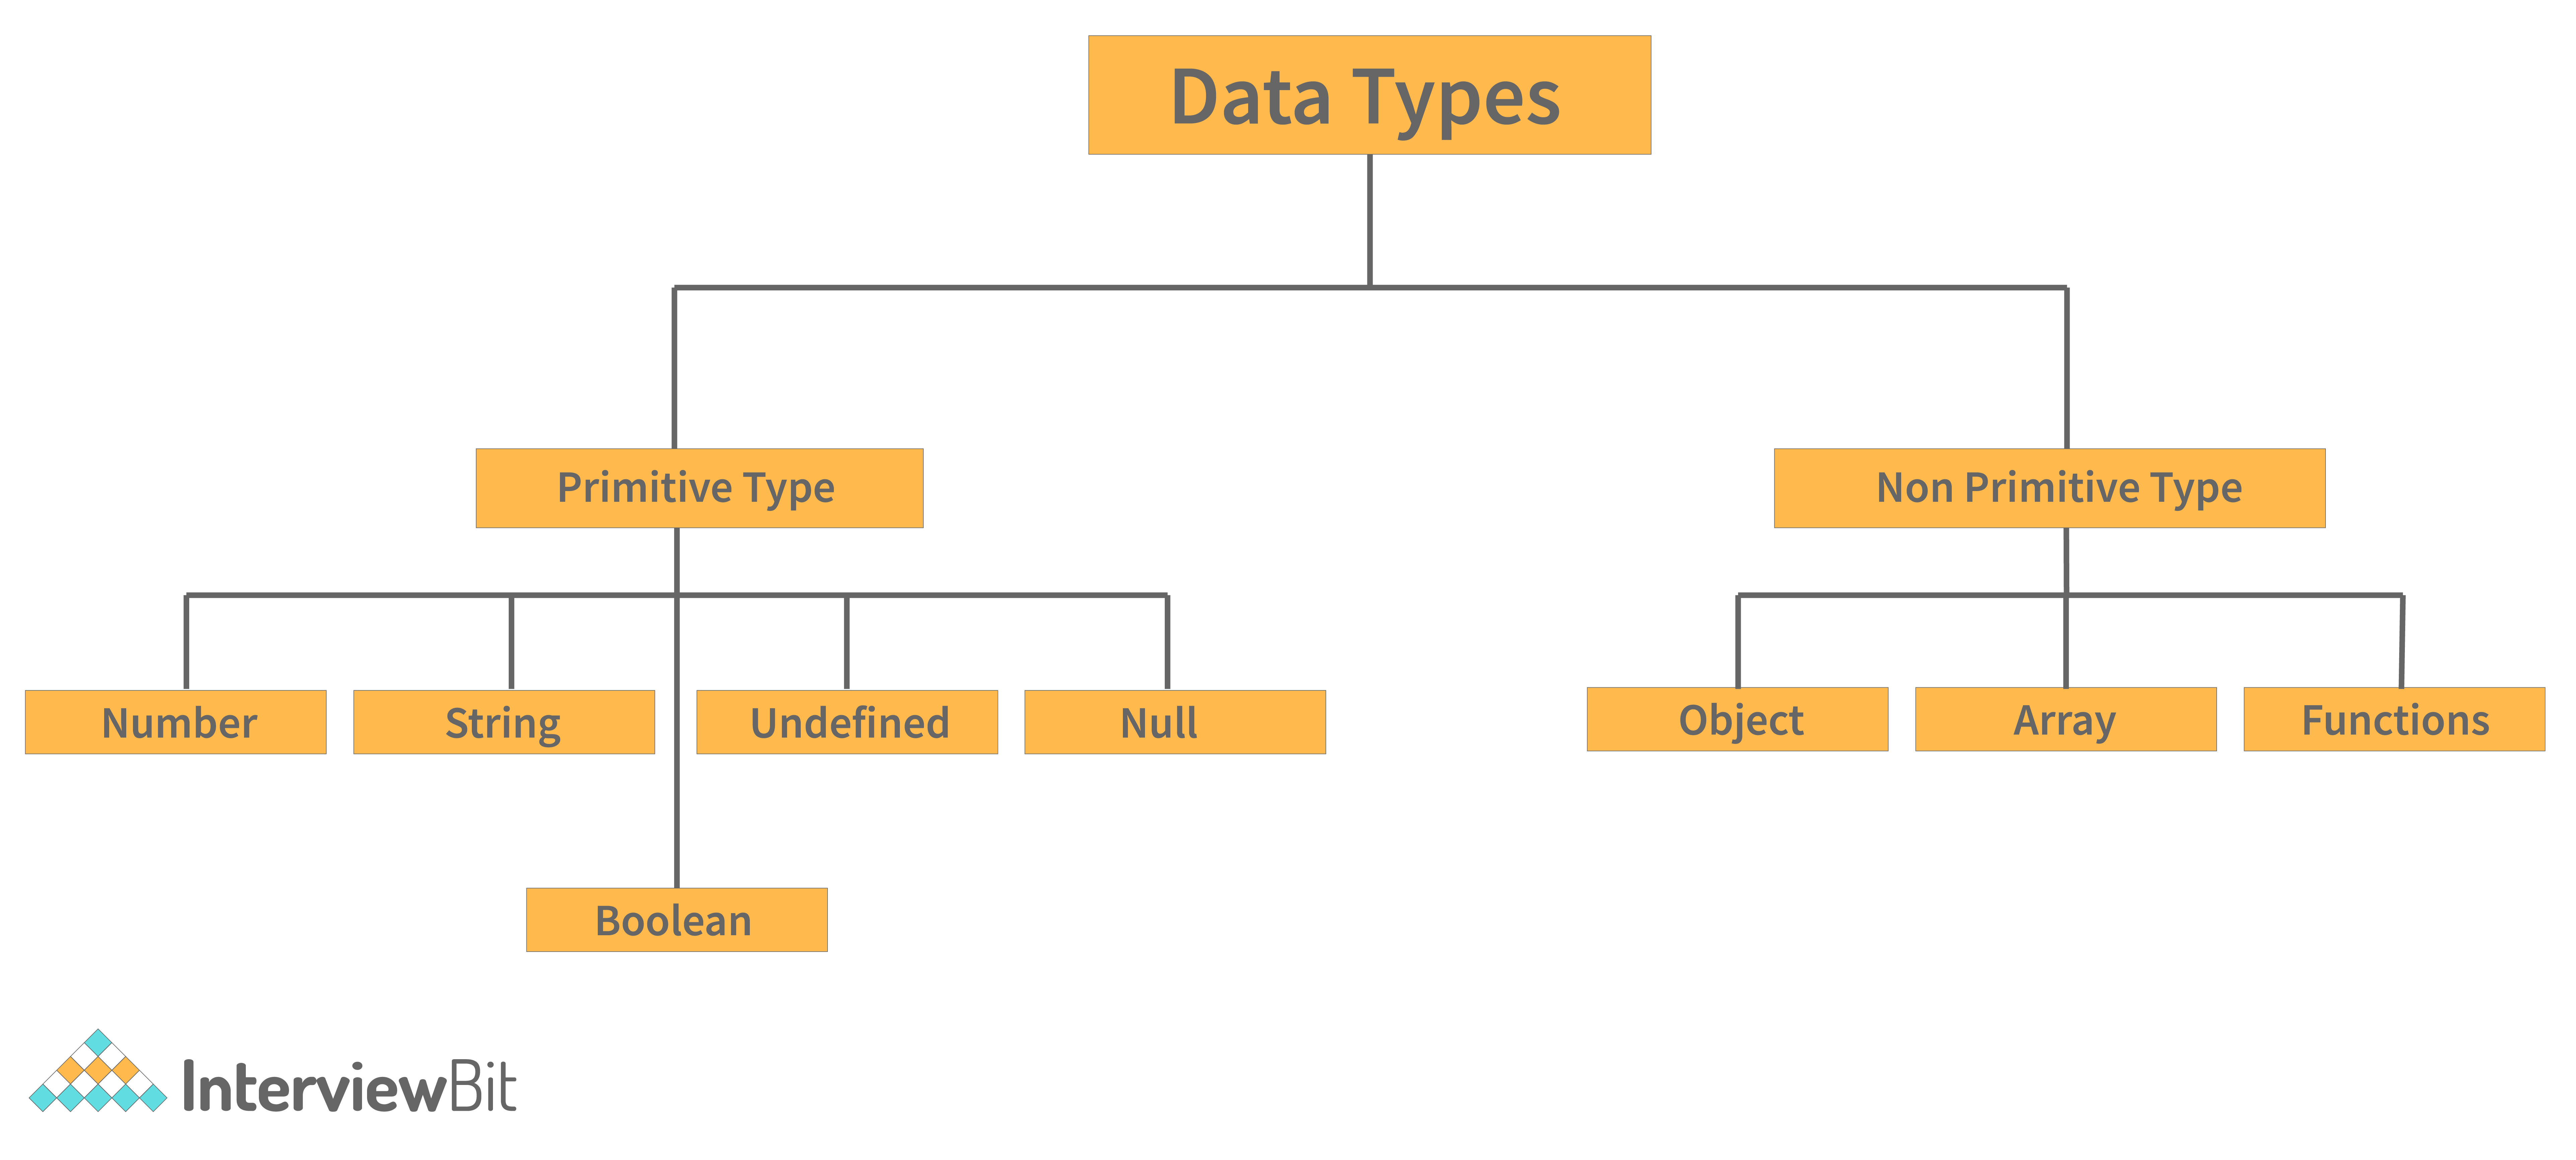 Data Types
Primitive Type
Non Primitive Type
Number
String
Undefined
Null
Object
Array
Functions
Boolean
InterviewBit